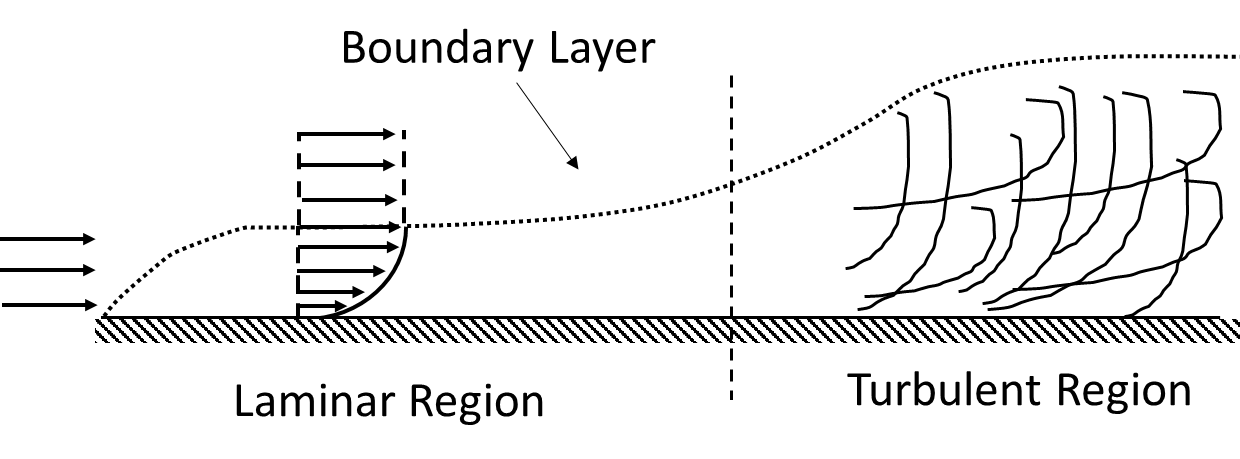 Boundary Layer
Laminar Region
Turbulent Region